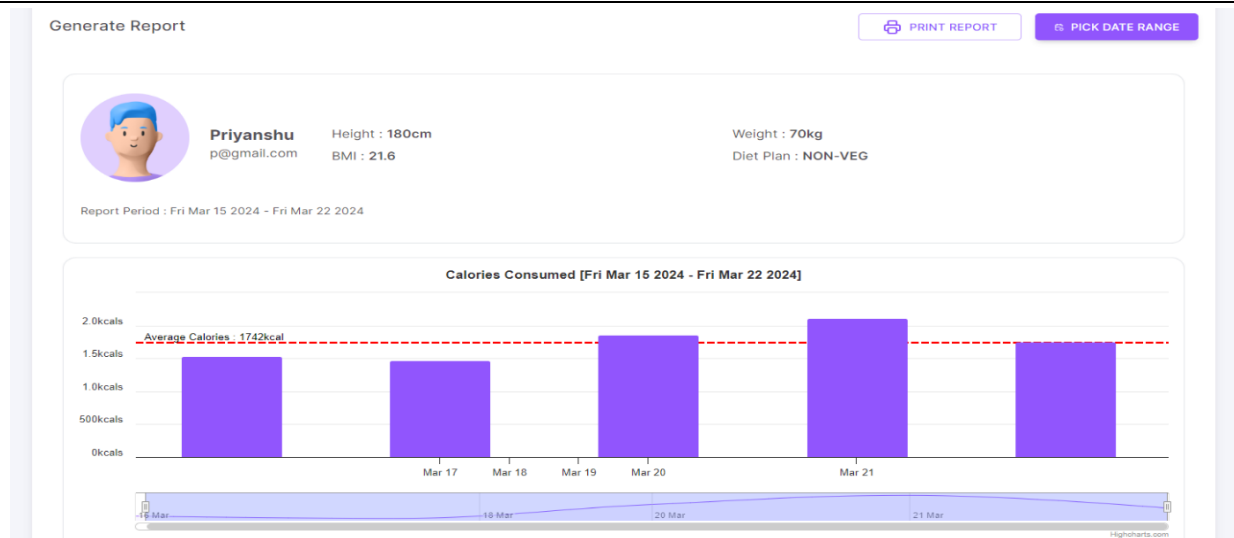 Generate Report
PRINT REPORT
PICK DATE RANGE
Priyanshu
p@gmail.com
Height : 180cm
BMI : 21.6
Weight : 70kg
Diet Plan : NON-VEG
Report Period : Fri Mar 15 2024 - Fri Mar 22 2024
Calories Consumed [Fri Mar 15 2024 - Fri Mar 22 2024]
2.0kcals
Average Calories : 1742kcal
1.5kcals
1.0kcals
500kcals
0kcals
Mar 17 Mar 18 Mar 19 Mar 20 Mar 21
16 Mar 18 Mar 20 Mar 21 Mar
Highcharts.com